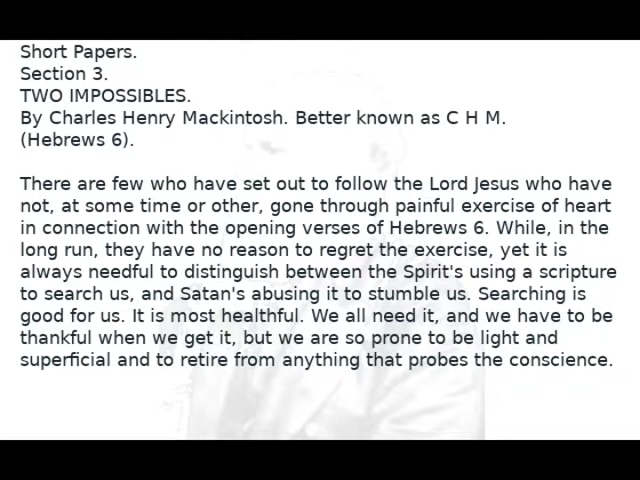 Short Papers.
Section 3.
TWO IMPOSSIBLES.
By Charles Henry Mackintosh. Better known as C H M.
(Hebrews 6).
There are few who have set out to follow the Lord Jesus who have
not, at some time or other, gone through painful exercise of heart
in connection with the opening verses of Hebrews 6. While, in the
long run, they have no reason to regret the exercise, yet it is
always needful to distinguish between the Spirit's using a scripture
to search us, and Satan's abusing it to stumble us. Searching is
good for us. It is most healthful. We all need it, and we have to be
thankful when we get it, but we are so prone to be light and
superficial and to retire from anything that probes the conscience.